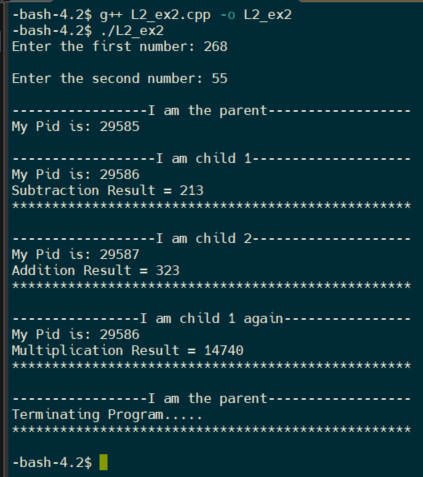 -bash-4.2$ g++ L2_ex2.cpp -o L2_ex2
-bash-4.2$ ./L2_ex2
Enter the first number: 268
Enter the second number: 55
-----------------I am the parent------------------
My Pid is: 29585
------------------I am child 1--------------------
My Pid is: 29586
Subtraction Result = 213
**************************************************
------------------I am child 2--------------------
My Pid is: 29587
Addition Result = 323
**************************************************
----------------I am child 1 again----------------
My Pid is: 29586
Multiplication Result = 14740
**************************************************
-----------------I am the parent------------------
Terminating Program.....
**************************************************
-bash-4.2$